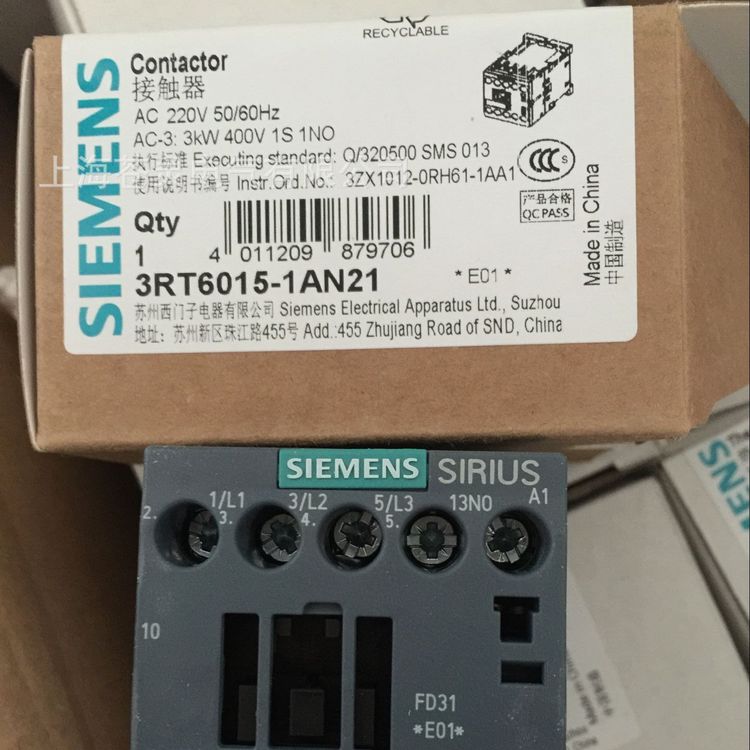 RECYCLABLE
SIEMENS
Contactor
接触器
AC 220V 50/60Hz
AC-3: 3kW 400V 1S 1NO
执行标准 Executing standard: Q/320500 SMS 013
使用说明书编号 Instr.Ord.No.: 3ZX1012-0RH61-1AA1
CCC S
产品合格
QC PASS
Made in China
中国制造
Qty
1
4 011209 879706
3RT6015-1AN21
*E01*
苏州西门子电器有限公司 Siemens Electrical Apparatus Ltd., Suzhou
地址: 苏州新区珠江路455号 Add.:455 Zhujiang Road of SND, China
SIEMENS SIRIUS
1/L1 3/L2 5/L3 13NO A1
2. 3. 4. 5.
10
FD31
*E01*
SIEMENS
Made in China